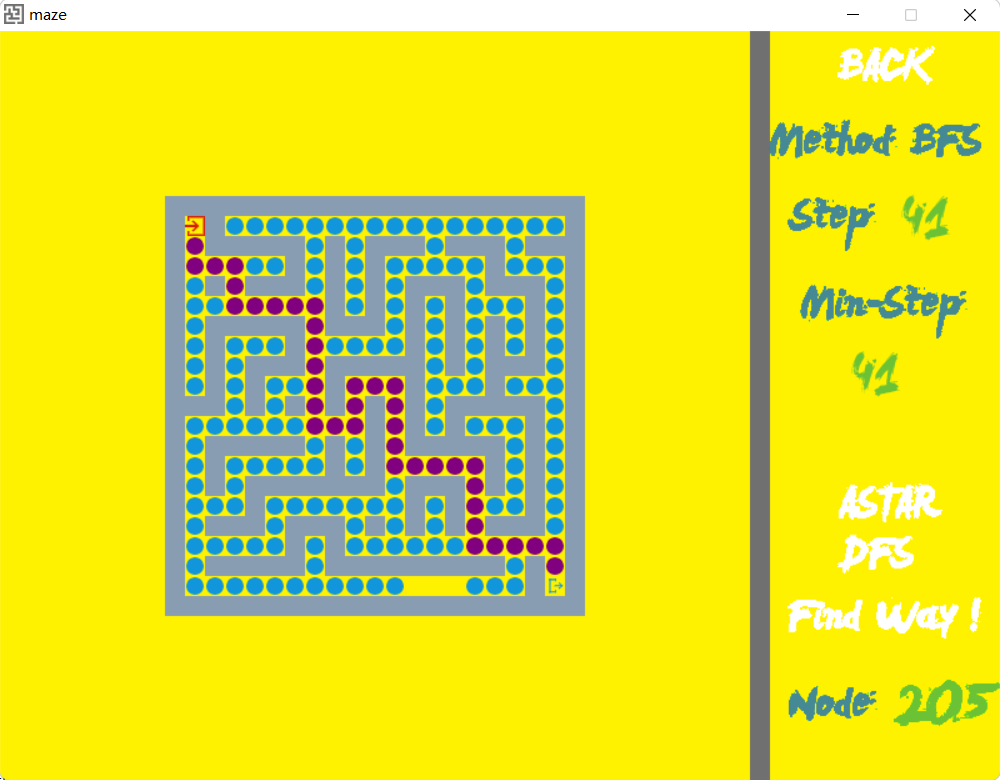 maze
BACK
Method BFS
Step: 41
Min-Step:
41
ASTAR
DFS
Find Way !
Node: 205